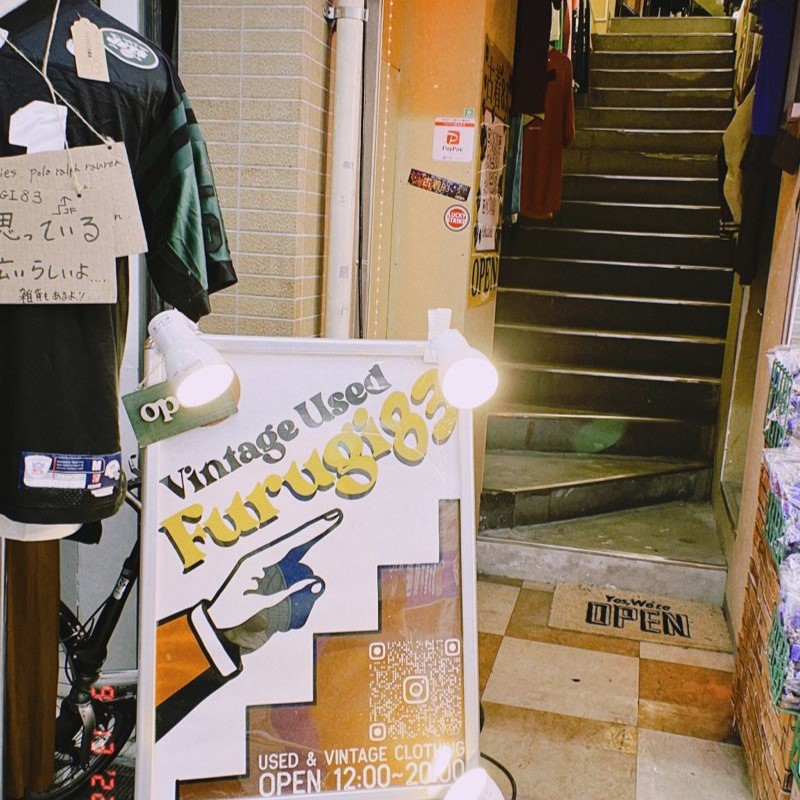 polo ralph lauren
GI83
思っている
広いらしいよ....
雑貨もあるよ!
PayPay
LUCKY
STRIKE
OPEN
op
Vintage Used
Furugi83
USED & VINTAGE CLOTHING
OPEN 12:00~20:00
Yes, We're
OPEN